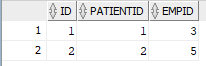 ID PATIENTID EMPID
1 1 1 3
2 2 2 5